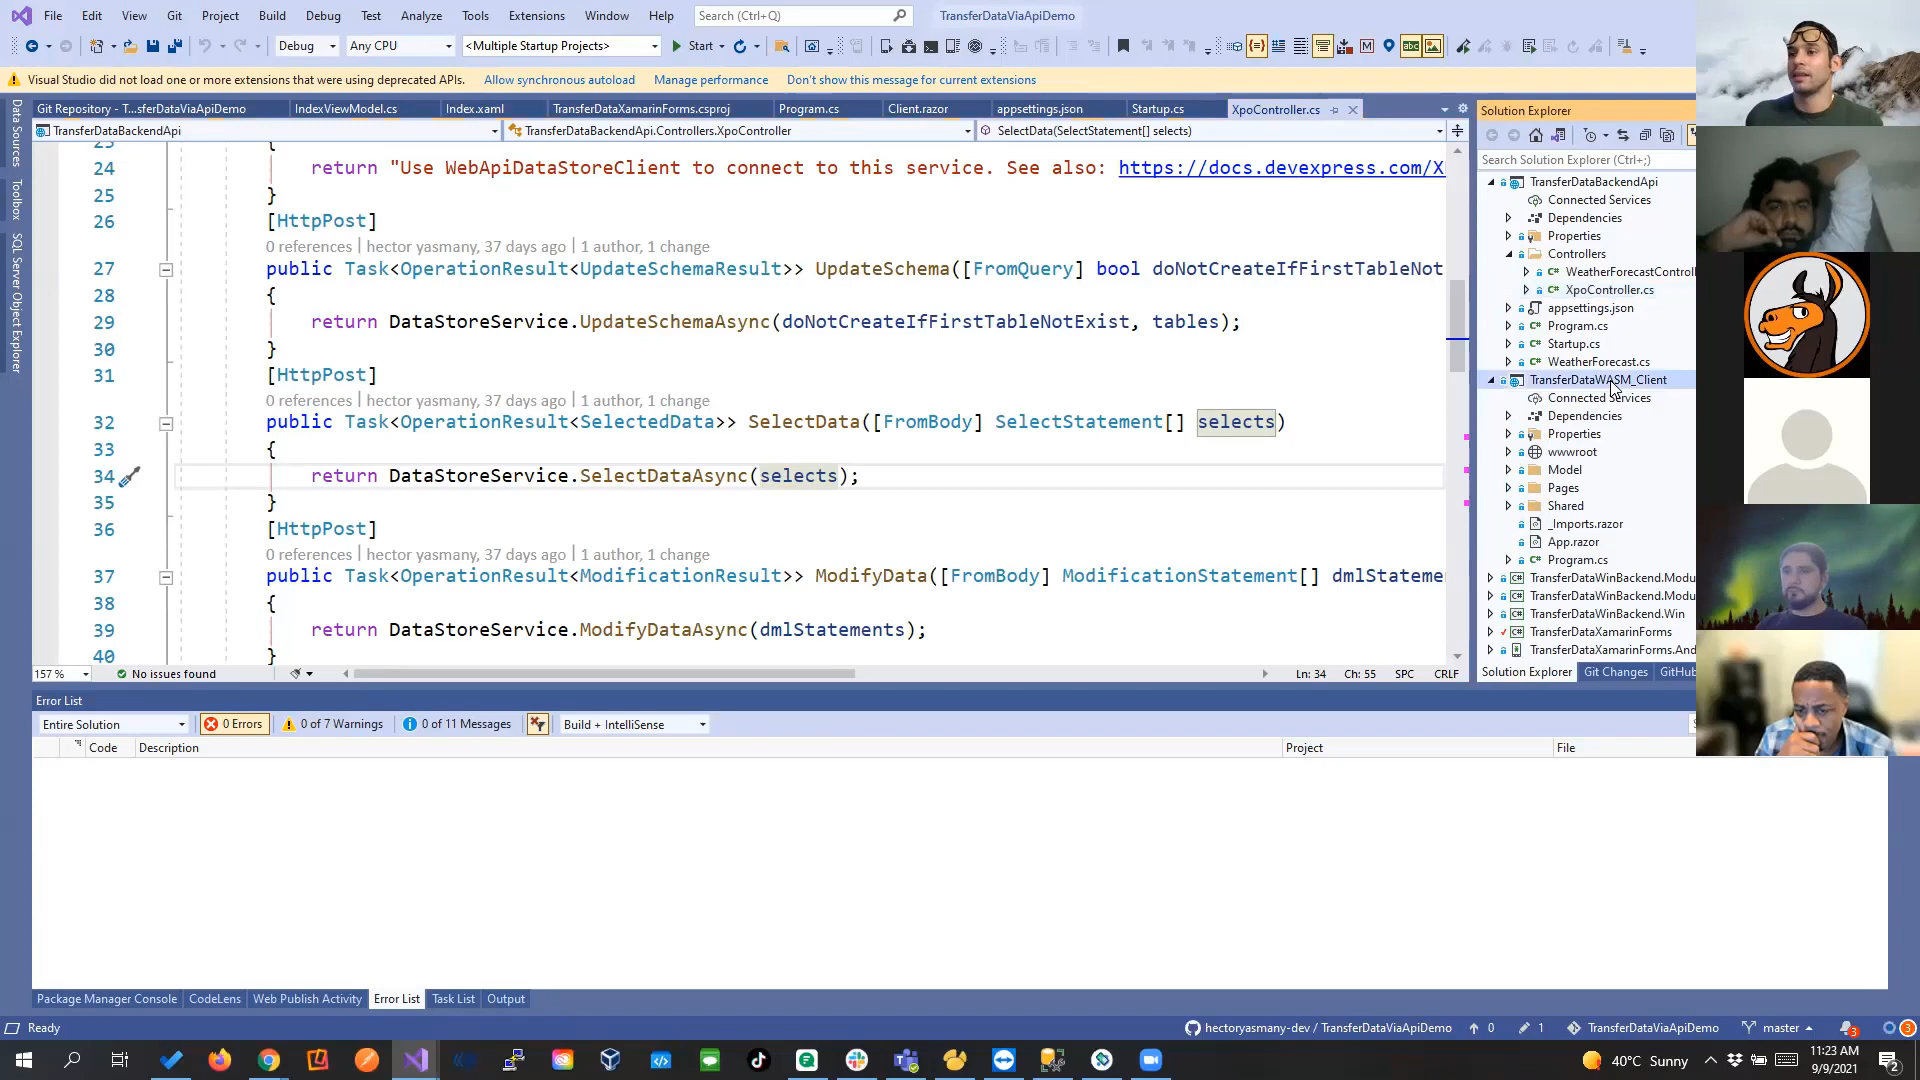 File Edit View Git Project Build Debug Test Analyze Tools Extensions Window Help Search (Ctrl+Q) TransferDataViaApiDemo
Debug Any CPU <Multiple Startup Projects> Start
Visual Studio did not load one or more extensions that were using deprecated APIs. Allow synchronous autoload Manage performance Don't show this message for current extensions
Data Sources
Toolbox
SQL Server Object Explorer
Git Repository - T...sferDataViaApiDemo IndexViewModel.cs Index.xaml TransferDataXamarinForms.csproj Program.cs Client.razor appsettings.json Startup.cs XpoController.cs
TransferDataBackendApi TransferDataBackendApi.Controllers.XpoController SelectData(SelectStatement[] selects)
23 {
24 return "Use WebApiDataStoreClient to connect to this service. See also: https://docs.devexpress.com/X
25 }
26 [HttpPost]
0 references | hector yasmany, 37 days ago | 1 author, 1 change
27 public Task<OperationResult<UpdateSchemaResult>> UpdateSchema([FromQuery] bool doNotCreateIfFirstTableNot
28 {
29 return DataStoreService.UpdateSchemaAsync(doNotCreateIfFirstTableNotExist, tables);
30 }
31 [HttpPost]
0 references | hector yasmany, 37 days ago | 1 author, 1 change
32 public Task<OperationResult<SelectedData>> SelectData([FromBody] SelectStatement[] selects)
33 {
34 return DataStoreService.SelectDataAsync(selects);
35 }
36 [HttpPost]
0 references | hector yasmany, 37 days ago | 1 author, 1 change
37 public Task<OperationResult<ModificationResult>> ModifyData([FromBody] ModificationStatement[] dmlStateme
38 {
39 return DataStoreService.ModifyDataAsync(dmlStatements);
40 }
157 % No issues found Ln: 34 Ch: 55 SPC CRLF
Solution Explorer
Search Solution Explorer (Ctrl+;)
TransferDataBackendApi
Connected Services
Dependencies
Properties
Controllers
C# WeatherForecastControll
C# XpoController.cs
appsettings.json
C# Program.cs
C# Startup.cs
C# WeatherForecast.cs
TransferDataWASM_Client
Connected Services
Dependencies
Properties
wwwroot
Model
Pages
Shared
_Imports.razor
App.razor
C# Program.cs
C# TransferDataWinBackend.Modu
C# TransferDataWinBackend.Modu
C# TransferDataWinBackend.Win
C# TransferDataXamarinForms
TransferDataXamarinForms.And
Solution Explorer Git Changes GitHub
Error List
Entire Solution 0 Errors 0 of 7 Warnings 0 of 11 Messages Build + IntelliSense
Code Description Project File
Package Manager Console CodeLens Web Publish Activity Error List Task List Output
Ready hectoryasmany-dev / TransferDataViaApiDemo 0 1 TransferDataViaApiDemo master 3 3
40°C Sunny 11:23 AM
9/9/2021 2